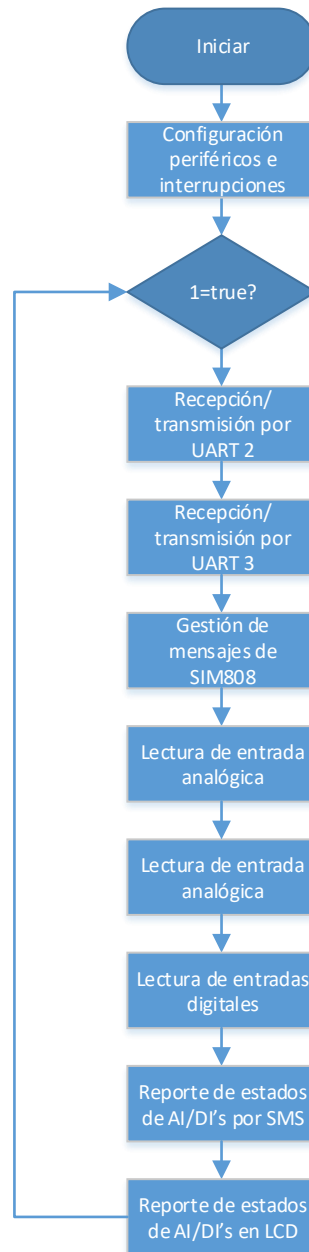 Iniciar
Configuración
periféricos e
interrupciones
1=true?
Recepción/
transmisión por
UART 2
Recepción/
transmisión por
UART 3
Gestión de
mensajes de
SIM808
Lectura de entrada
analógica
Lectura de entrada
analógica
Lectura de entradas
digitales
Reporte de estados
de AI/DI's por SMS
Reporte de estados
de AI/DI's en LCD